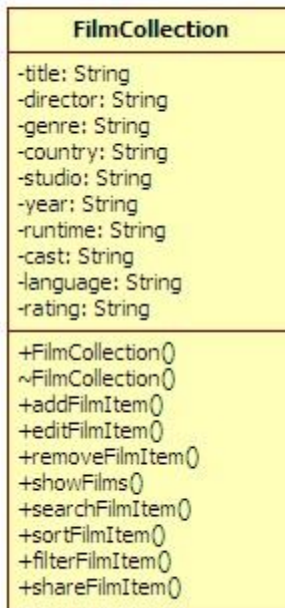 FilmCollection
-title: String
-director: String
-genre: String
-country: String
-studio: String
-year: String
-runtime: String
-cast: String
-language: String
-rating: String
+FilmCollection()
~FilmCollection()
+addFilmItem()
+editFilmItem()
+removeFilmItem()
+showFilms()
+searchFilmItem()
+sortFilmItem()
+filterFilmItem()
+shareFilmItem()